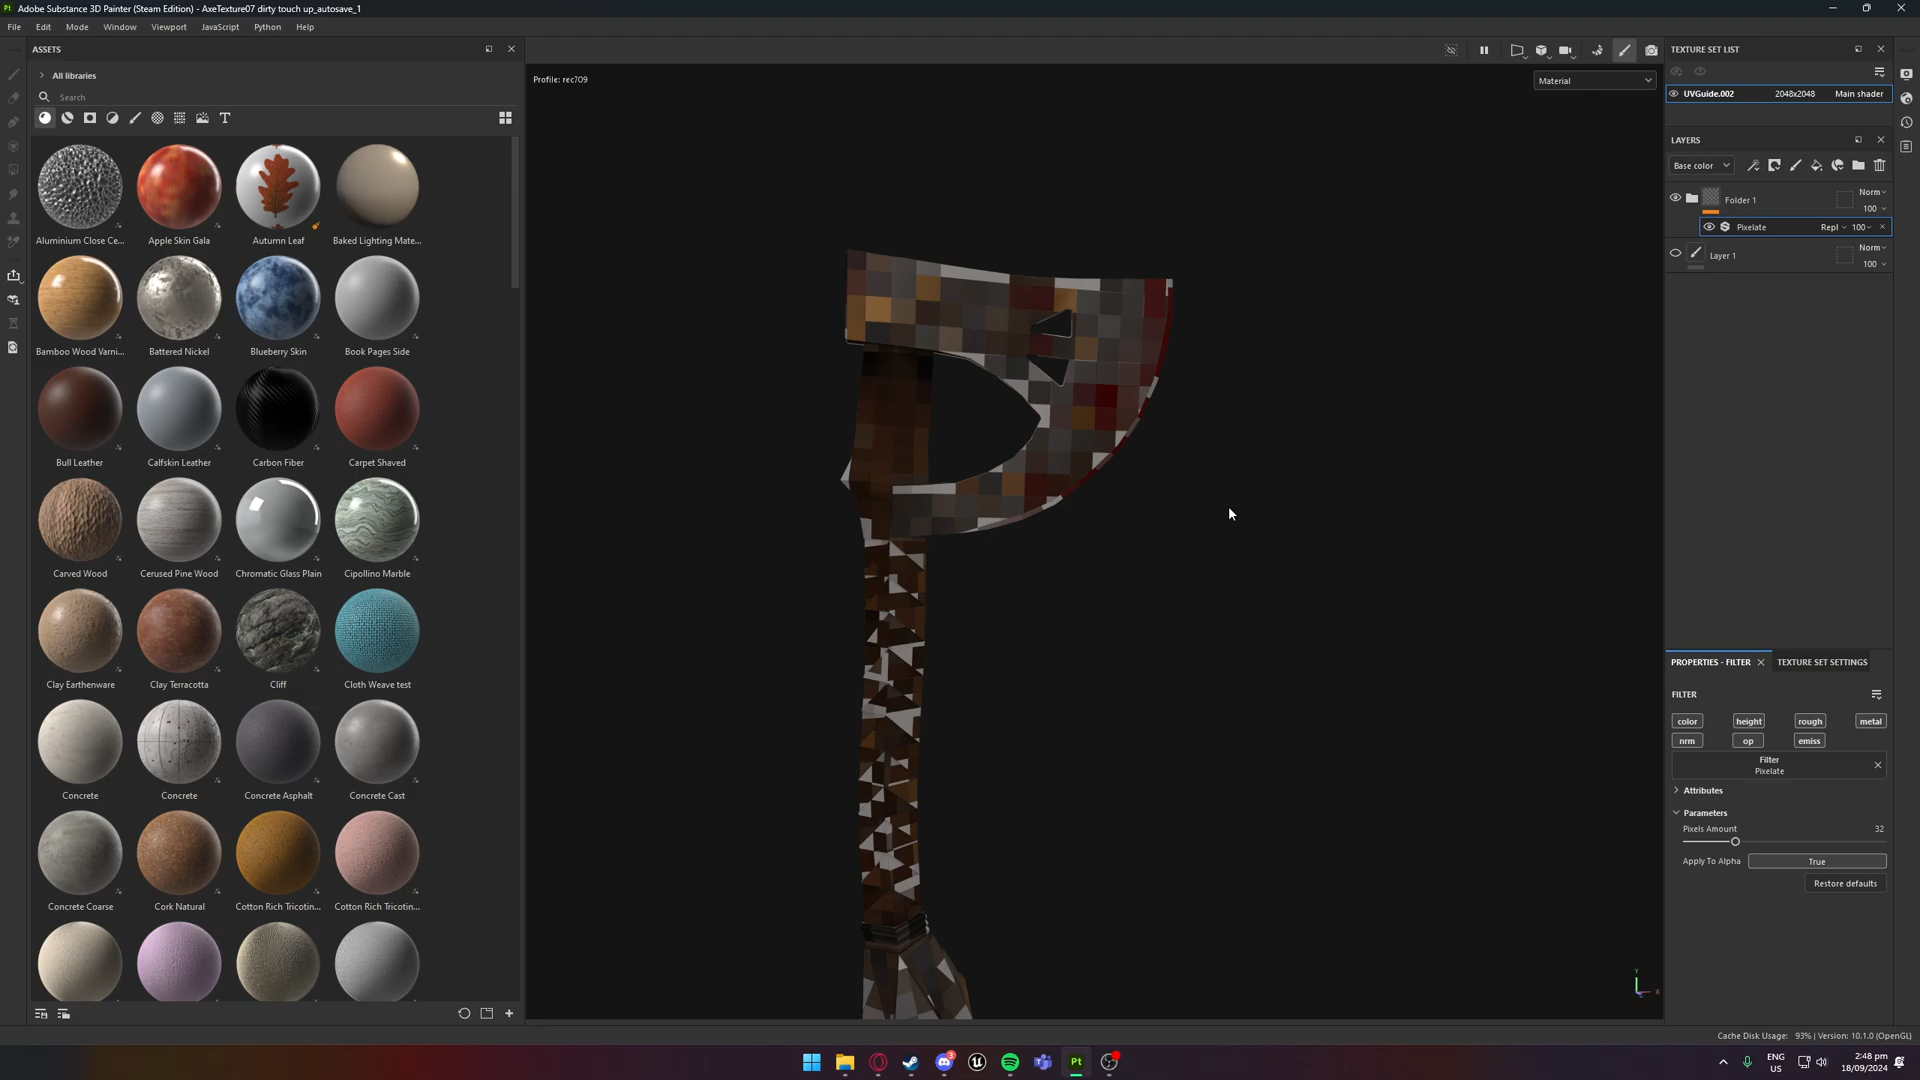 Pt Adobe Substance 3D Painter (Steam Edition) - AxeTexture07 dirty touch up_autosave_1
File Edit Mode Window Viewport JavaScript Python Help
ASSETS
All libraries
Search
Aluminium Close Ce... Apple Skin Gala Autumn Leaf Baked Lighting Mate...
Bamboo Wood Varni... Battered Nickel Blueberry Skin Book Pages Side
Bull Leather Calfskin Leather Carbon Fiber Carpet Shaved
Carved Wood Cerused Pine Wood Chromatic Glass Plain Cipollino Marble
Clay Earthenware Clay Terracotta Cliff Cloth Weave test
Concrete Concrete Concrete Asphalt Concrete Cast
Concrete Coarse Cork Natural Cotton Rich Tricotin... Cotton Rich Tricotin...
Profile: rec709
Material
Y
X
TEXTURE SET LIST
UVGuide.002 2048x2048 Main shader
LAYERS
Base color
Folder 1 Norm
100
Pixelate Repl 100
Layer 1 Norm
100
PROPERTIES - FILTER TEXTURE SET SETTINGS
FILTER
color height rough metal
nrm op emiss
Filter
Pixelate
Attributes
Parameters
Pixels Amount 32
Apply To Alpha True
Restore defaults
Cache Disk Usage: 93% | Version: 10.1.0 (OpenGL)
3
Pt
ENG
US
2:48 pm
18/09/2024